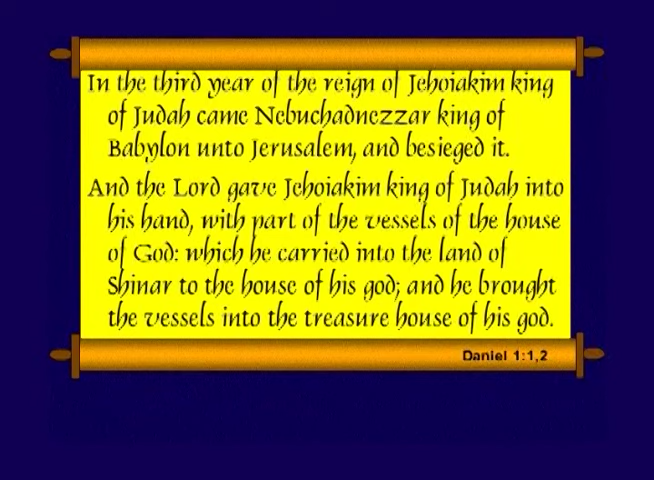 In the third year of the reign of Jehoiakim king
of Judah came Nebuchadnezzar king of
Babylon unto Jerusalem, and besieged it.
And the Lord gave Jehoiakim king of Judah into
his hand, with part of the vessels of the house
of God: which he carried into the land of
Shinar to the house of his god; and he brought
the vessels into the treasure house of his god.
Daniel 1:1,2